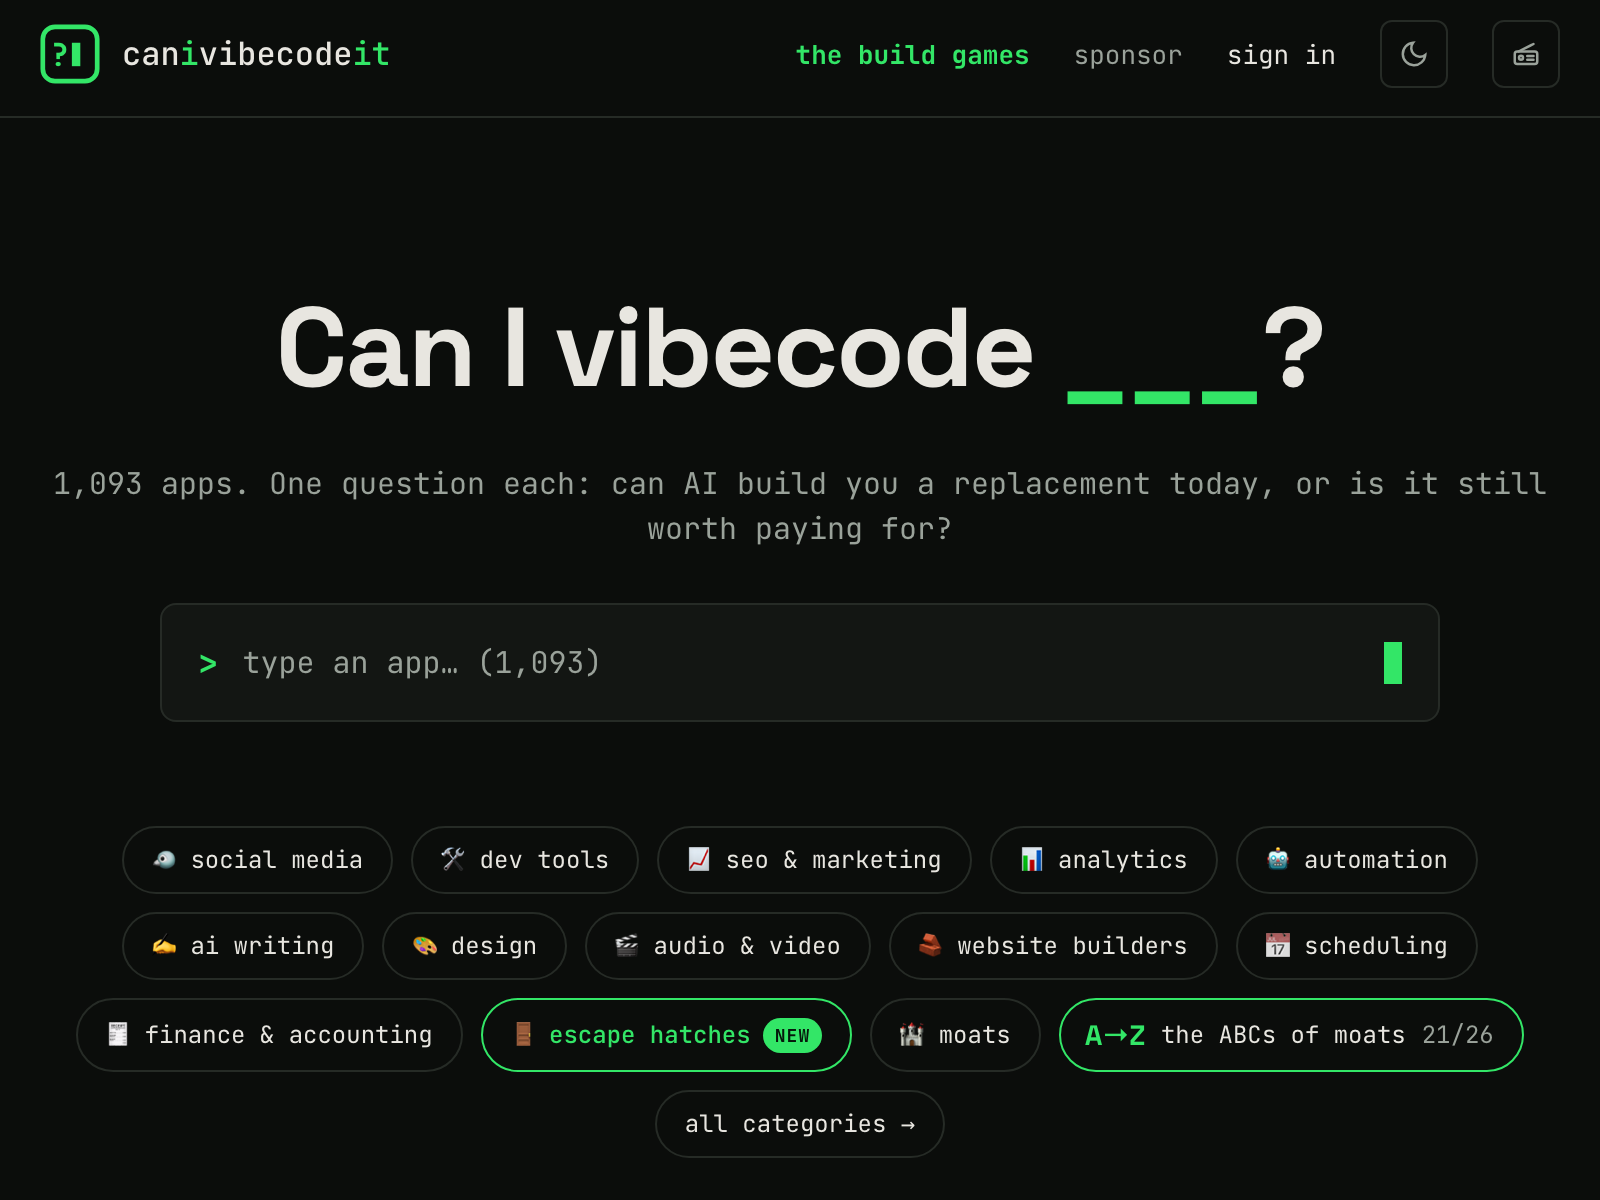 ?
canivibecodeit
the build games
sponsor
sign in
Can I vibecode ___?
1,093 apps. One question each: can AI build you a replacement today, or is it still
worth paying for?
> type an app… (1,093)
social media
dev tools
seo & marketing
analytics
automation
ai writing
design
audio & video
website builders
17
scheduling
finance & accounting
escape hatches NEW
moats
A→Z the ABCs of moats 21/26
all categories →